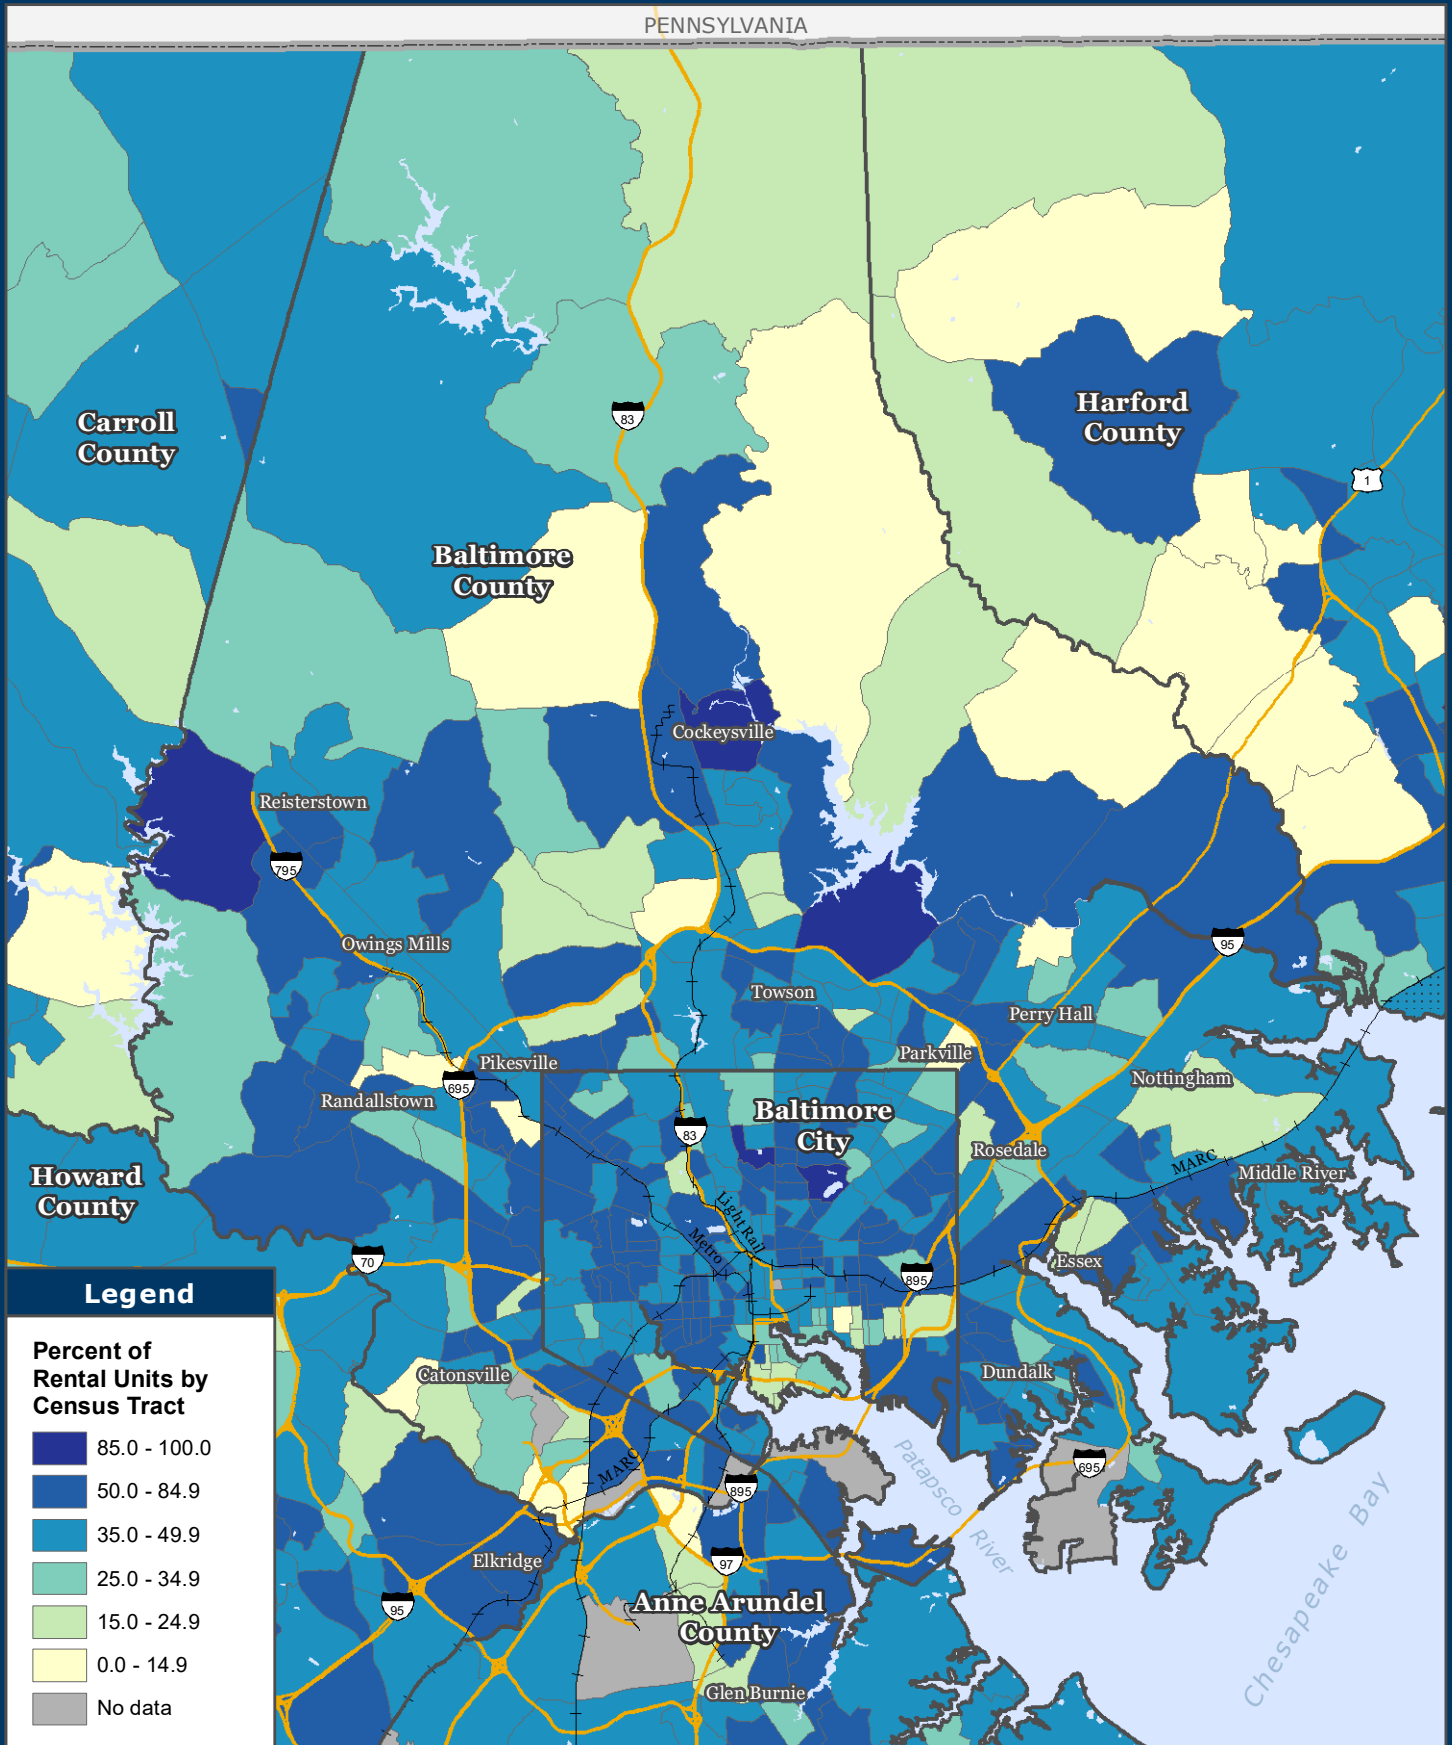 PENNSYLVANIA
83
Carroll
County
Harford
County
1
Baltimore
County
Cockeysville
Reisterstown
795
Owings Mills
95
Towson
Perry Hall
Parkville
Pikesville
695
Nottingham
Randallstown
Baltimore
City
83
Rosedale
MARC
Middle River
Howard
County
Light Rail
Metro
70
895
Essex
Legend
Percent of
Rental Units by
Census Tract
85.0 - 100.0
50.0 - 84.9
35.0 - 49.9
25.0 - 34.9
15.0 - 24.9
0.0 - 14.9
No data
Catonsville
Dundalk
MARC
695
895
Patapsco River
Elkridge
97
95
Anne Arundel
County
Glen Burnie
Chesapeake Bay